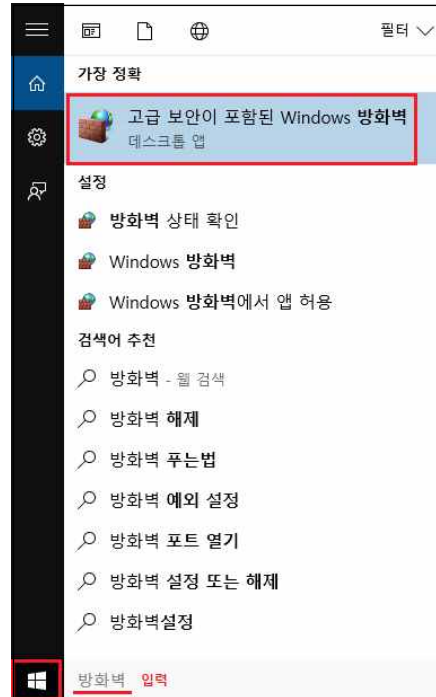 필터
가장 정확
고급 보안이 포함된 Windows 방화벽
데스크톱 앱
설정
방화벽 상태 확인
Windows 방화벽
Windows 방화벽에서 앱 허용
검색어 추천
방화벽 - 웹 검색
방화벽 해제
방화벽 푸는법
방화벽 예외 설정
방화벽 포트 열기
방화벽 설정 또는 해제
방화벽설정
방화벽 입력